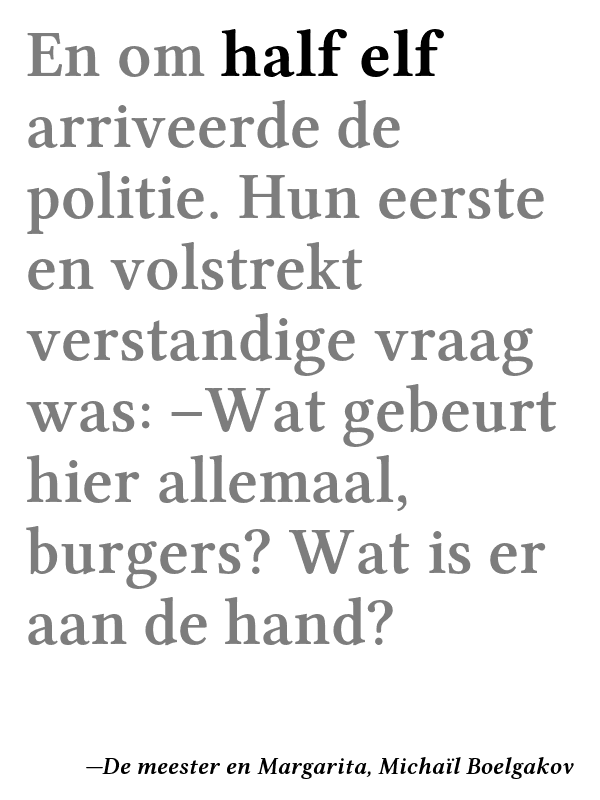 En om half elf
arriveerde de
politie. Hun eerste
en volstrekt
verstandige vraag
was: –Wat gebeurt
hier allemaal,
burgers? Wat is er
aan de hand?
—De meester en Margarita, Michaïl Boelgakov